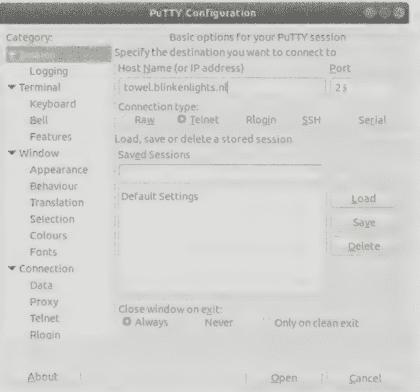 PuTTY Configuration
Category:
Session
Logging
Terminal
Keyboard
Bell
Features
Window
Appearance
Behaviour
Translation
Selection
Colours
Fonts
Connection
Data
Proxy
Telnet
Rlogin
Basic options for your PuTTY session
Specify the destination you want to connect to
Host Name (or IP address) Port
towel.blinkenlights.nl 23
Connection type:
Raw Telnet Rlogin SSH Serial
Load, save or delete a stored session
Saved Sessions
Default Settings
Load
Save
Delete
Close window on exit:
Always Never Only on clean exit
About Open Cancel